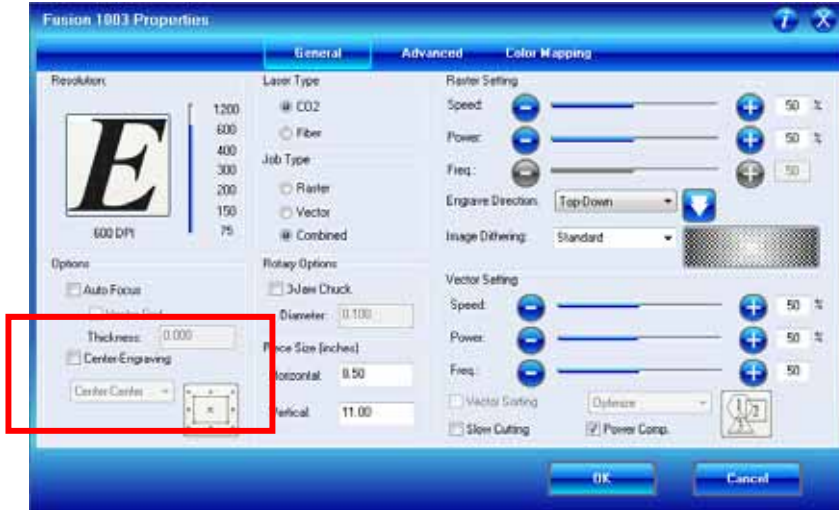 Fusion 1003 Properties
General
Advanced
Color Mapping
Resolution:
E
600 DPI
1200
600
400
300
200
150
75
Options
Auto Focus
Thickness:
0.000
Center-Engraving
Center-Center
Laser Type
CO2
Fiber
Job Type
Raster
Vector
Combined
Rotary Options
3-Jaw Chuck
Diameter:
0.100
Piece Size (inches)
Horizontal:
8.50
Vertical:
11.00
Raster Setting
Speed:
50 %
Power:
50 %
Freq.:
50
Engrave Direction:
Top-Down
Image Dithering:
Standard
Vector Setting
Speed:
50 %
Power:
50 %
Freq.:
50
Vector Sorting
Optimize
1
2
3
Slow Cutting
Power Comp.
OK
Cancel